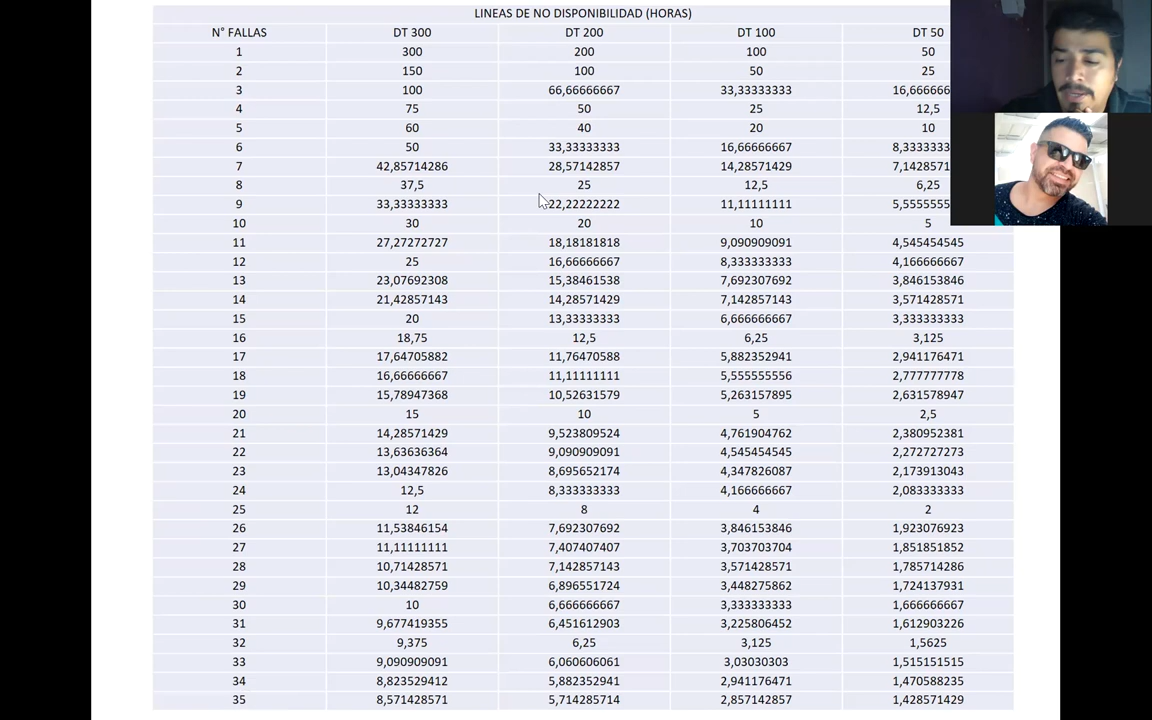 LINEAS DE NO DISPONIBILIDAD (HORAS)
N° FALLAS DT 300 DT 200 DT 100 DT 50
1 300 200 100 50
2 150 100 50 25
3 100 66,66666667 33,33333333 16,666666
4 75 50 25 12,5
5 60 40 20 10
6 50 33,33333333 16,66666667 8,3333333
7 42,85714286 28,57142857 14,28571429 7,1428571
8 37,5 25 12,5 6,25
9 33,33333333 22,22222222 11,11111111 5,5555555
10 30 20 10 5
11 27,27272727 18,18181818 9,090909091 4,545454545
12 25 16,66666667 8,333333333 4,166666667
13 23,07692308 15,38461538 7,692307692 3,846153846
14 21,42857143 14,28571429 7,142857143 3,571428571
15 20 13,33333333 6,666666667 3,333333333
16 18,75 12,5 6,25 3,125
17 17,64705882 11,76470588 5,882352941 2,941176471
18 16,66666667 11,11111111 5,555555556 2,777777778
19 15,78947368 10,52631579 5,263157895 2,631578947
20 15 10 5 2,5
21 14,28571429 9,523809524 4,761904762 2,380952381
22 13,63636364 9,090909091 4,545454545 2,272727273
23 13,04347826 8,695652174 4,347826087 2,173913043
24 12,5 8,333333333 4,166666667 2,083333333
25 12 8 4 2
26 11,53846154 7,692307692 3,846153846 1,923076923
27 11,11111111 7,407407407 3,703703704 1,851851852
28 10,71428571 7,142857143 3,571428571 1,785714286
29 10,34482759 6,896551724 3,448275862 1,724137931
30 10 6,666666667 3,333333333 1,666666667
31 9,677419355 6,451612903 3,225806452 1,612903226
32 9,375 6,25 3,125 1,5625
33 9,090909091 6,060606061 3,03030303 1,515151515
34 8,823529412 5,882352941 2,941176471 1,470588235
35 8,571428571 5,714285714 2,857142857 1,428571429